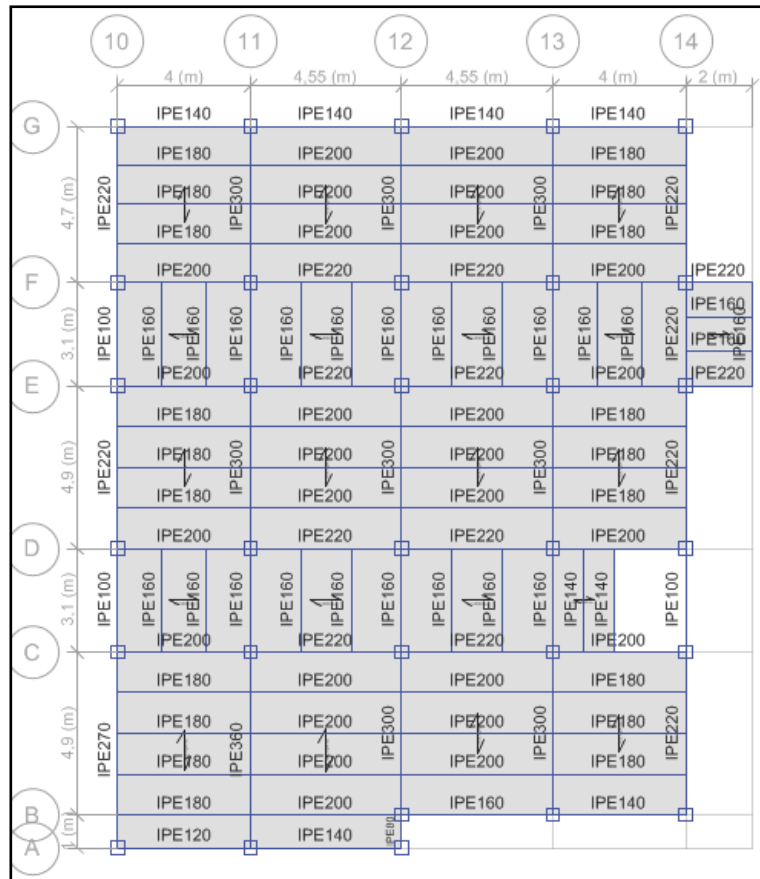 10 11 12 13 14
4 (m) 4,55 (m) 4,55 (m) 4 (m) 2 (m)
G
IPE140 IPE140 IPE140 IPE140
IPE180 IPE200 IPE200 IPE180
4,7 (m) IPE220 IPE180 IPE300 IPE200 IPE300 IPE200 IPE300 IPE180 IPE220
IPE180 IPE200 IPE200 IPE180
F
IPE200 IPE220 IPE220 IPE200 IPE220
3,1 (m) IPE100 IPE160 IPE160 IPE160 IPE160 IPE160 IPE160 IPE160 IPE160 IPE160 IPE160 IPE160 IPE220 IPE160
IPE160 IPE160
E
IPE200 IPE220 IPE220 IPE200 IPE220
IPE180 IPE200 IPE200 IPE180
4,9 (m) IPE220 IPE180 IPE300 IPE200 IPE300 IPE200 IPE300 IPE180 IPE220
IPE180 IPE200 IPE200 IPE180
D
IPE200 IPE220 IPE220 IPE200
3,1 (m) IPE100 IPE160 IPE160 IPE160 IPE160 IPE160 IPE160 IPE160 IPE160 IPE160 IPE140 IPE140 IPE100
C
IPE200 IPE220 IPE220 IPE200
IPE180 IPE200 IPE200 IPE180
4,9 (m) IPE270 IPE180 IPE360 IPE200 IPE300 IPE200 IPE300 IPE180 IPE220
IPE180 IPE200 IPE200 IPE180
B
IPE180 IPE200 IPE160 IPE140
1 (m) IPE120 IPE140 IPE80
A